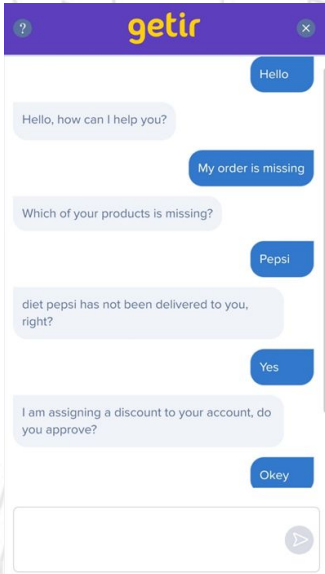 ?
getir
Hello
Hello, how can I help you?
My order is missing
Which of your products is missing?
Pepsi
diet pepsi has not been delivered to you,
right?
Yes
I am assigning a discount to your account, do
you approve?
Okey